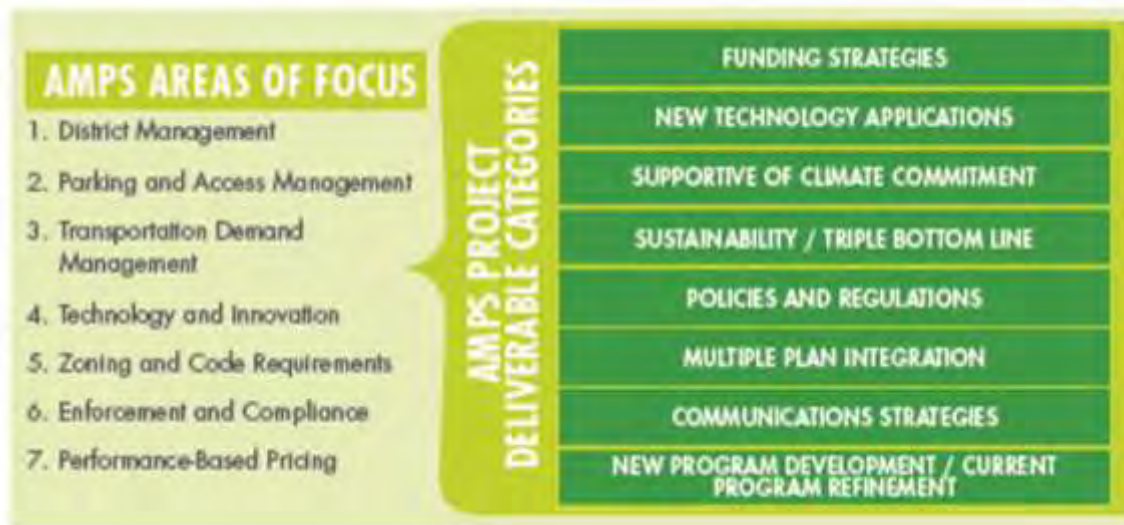 AMPS AREAS OF FOCUS
1. District Management
2. Parking and Access Management
3. Transportation Demand
Management
4. Technology and Innovation
5. Zoning and Code Requirements
6. Enforcement and Compliance
7. Performance-Based Pricing
AMPS PROJECT
DELIVERABLE CATEGORIES
FUNDING STRATEGIES
NEW TECHNOLOGY APPLICATIONS
SUPPORTIVE OF CLIMATE COMMITMENT
SUSTAINABILITY / TRIPLE BOTTOM LINE
POLICIES AND REGULATIONS
MULTIPLE PLAN INTEGRATION
COMMUNICATIONS STRATEGIES
NEW PROGRAM DEVELOPMENT / CURRENT
PROGRAM REFINEMENT